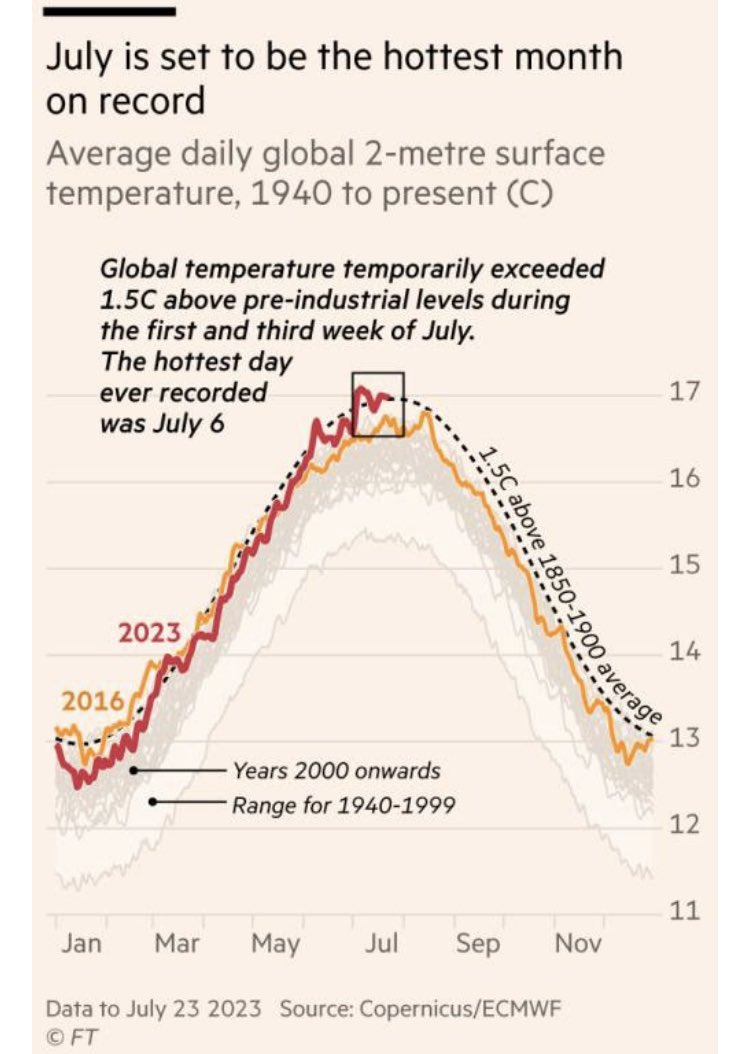 July is set to be the hottest month
on record
Average daily global 2-metre surface
temperature, 1940 to present (C)
Global temperature temporarily exceeded
1.5C above pre-industrial levels during
the first and third week of July.
The hottest day
ever recorded
was July 6
17
16
1.5C above 1850-1900 average
15
2023
14
2016
13
Years 2000 onwards
Range for 1940-1999
12
11
Jan Mar May Jul Sep Nov
Data to July 23 2023 Source: Copernicus/ECMWF
© FT